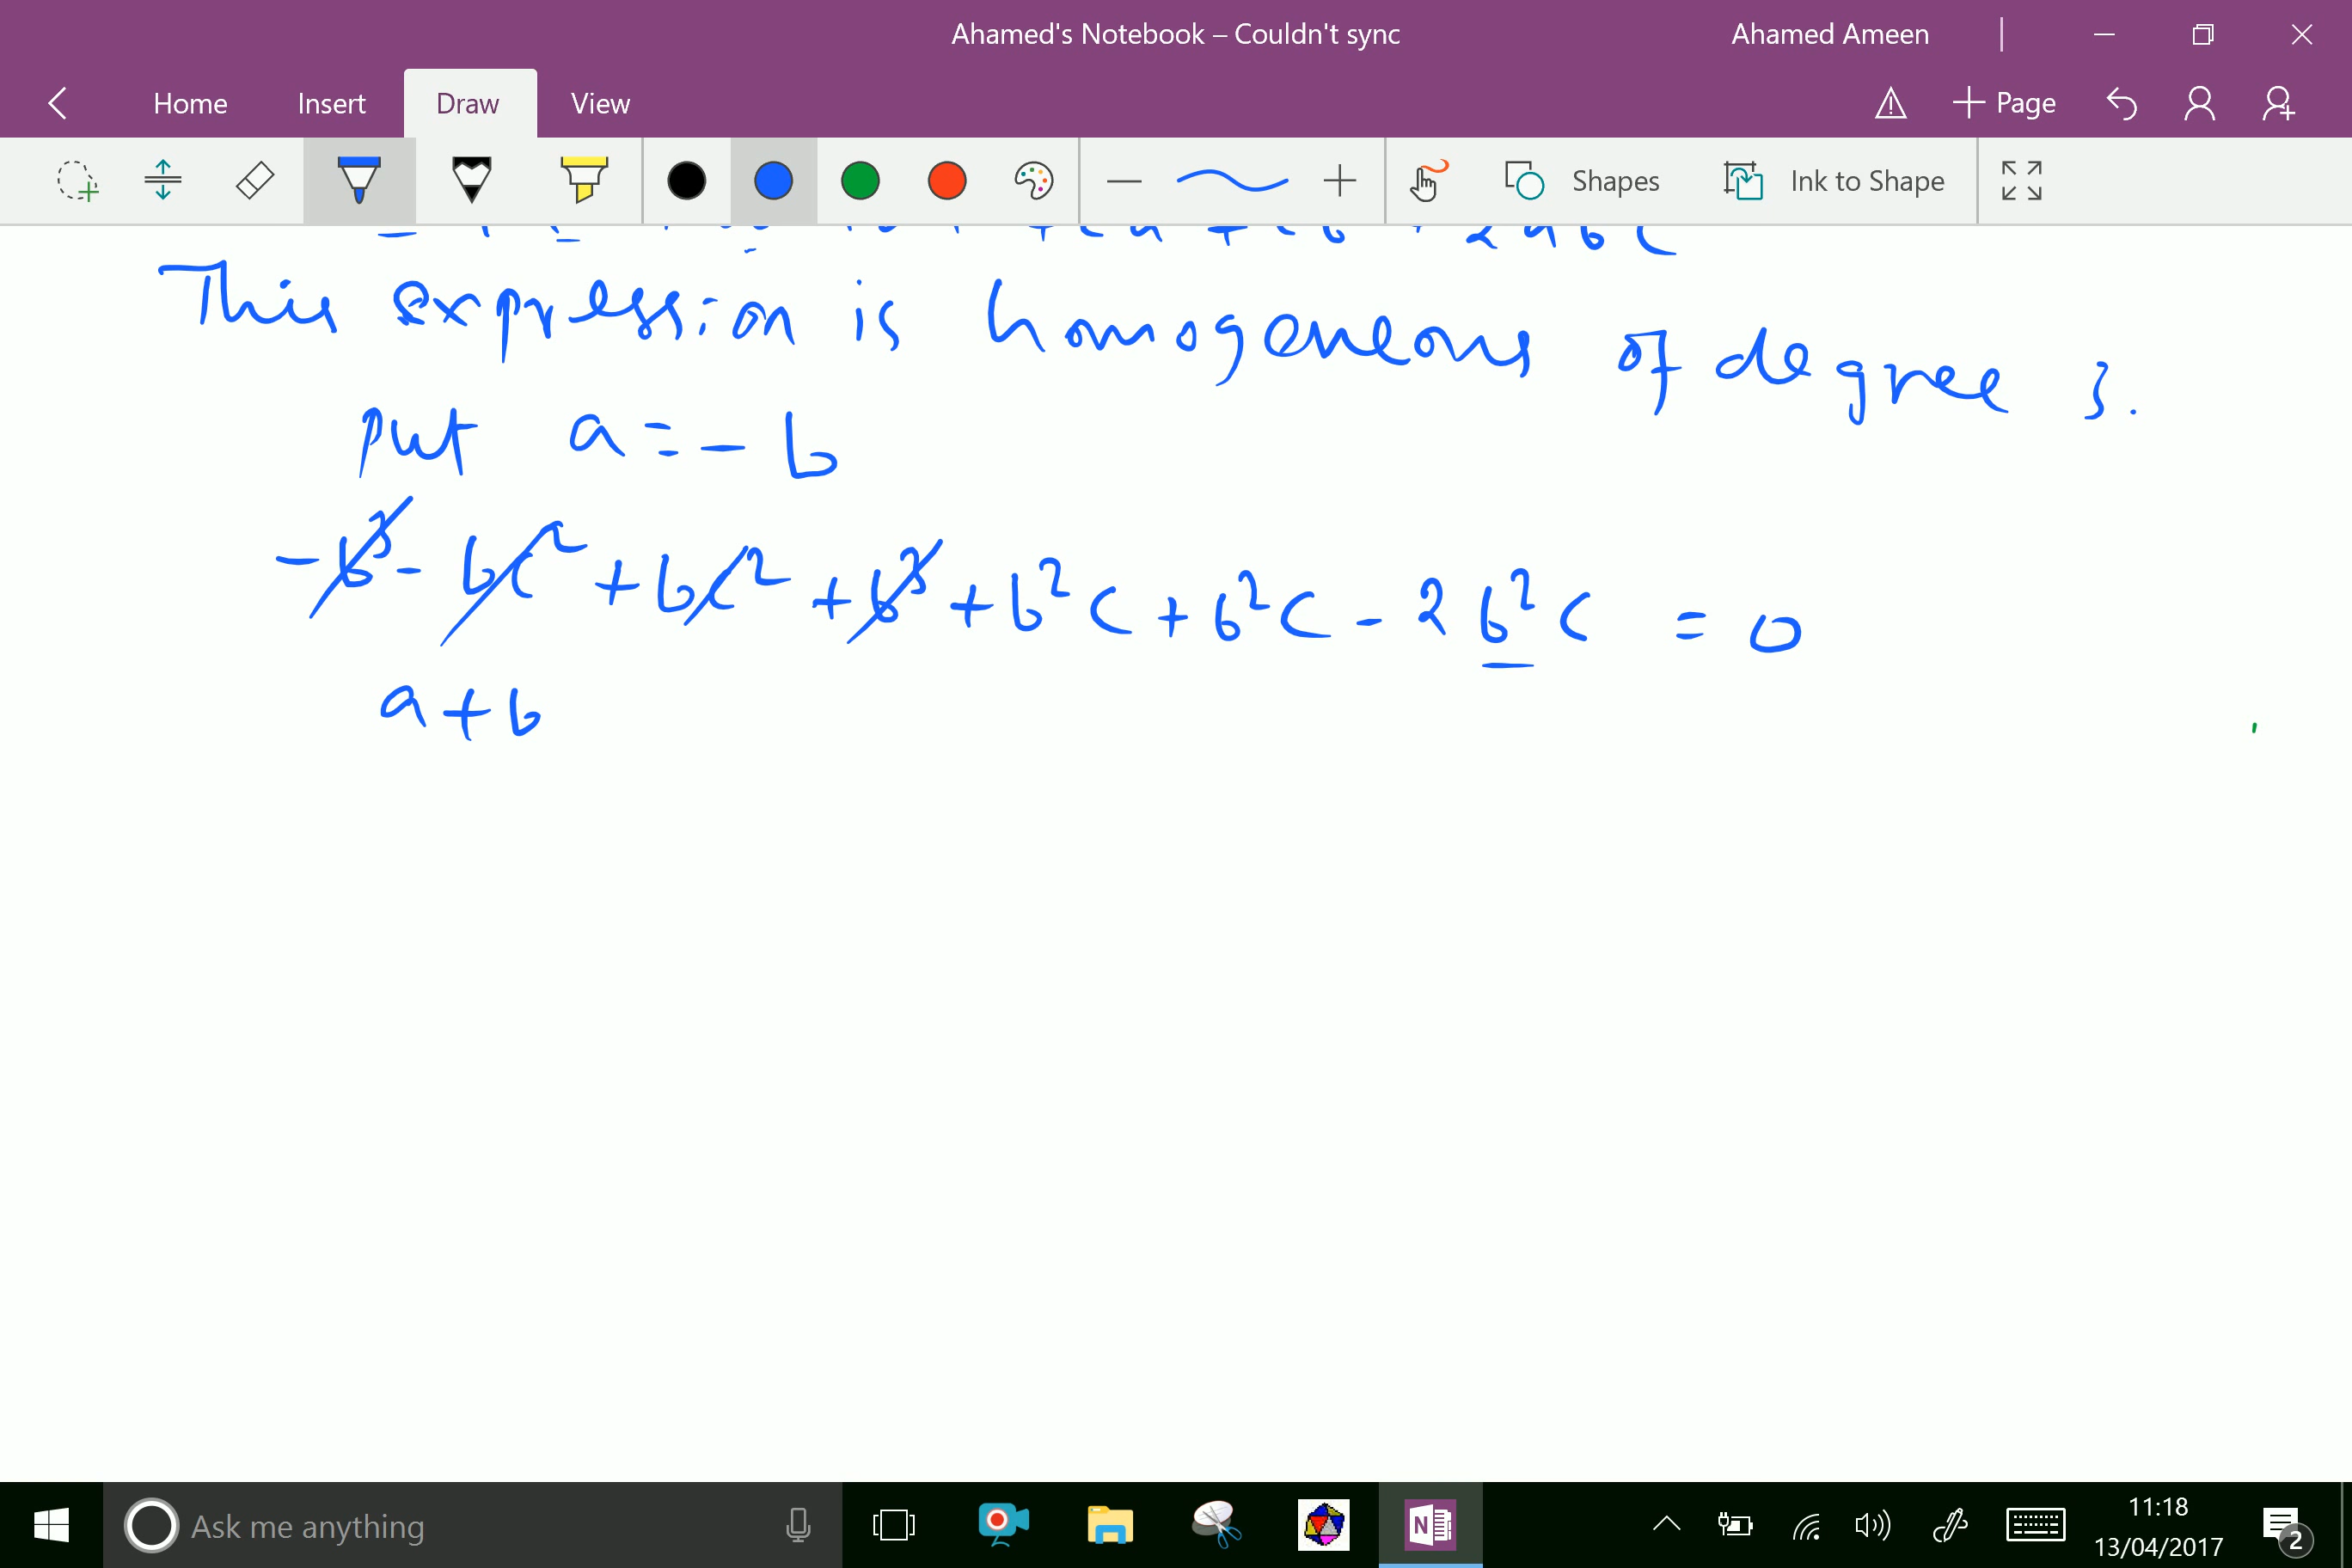 Ahamed's Notebook – Couldn't sync
Ahamed Ameen
Home Insert Draw View
Page
Shapes
Ink to Shape
This expression is homogeneous of degree 3.
put a = - b
- b³ - bc² + bc² + b³ + b²c + b²c - 2b²c = 0
a + b
Ask me anything
N
11:18
13/04/2017
2